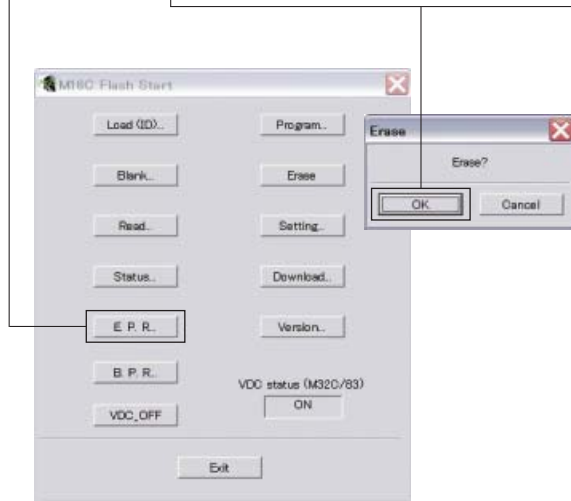 M16C Flash Start
Load (ID)...
Program...
Blank...
Erase
Read...
Setting...
Status...
Download...
E. P. R...
Version...
B. P. R...
VDC status (M32C/83)
VDC_OFF
ON
Exit
Erase
Erase?
OK
Cancel